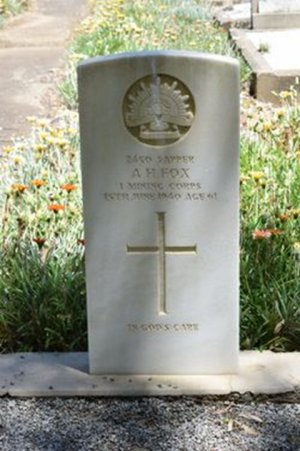 2450 SAPPER
A.H. FOX
1 MINING CORPS
15TH JUNE 1940 AGE 61
IN GOD'S CARE